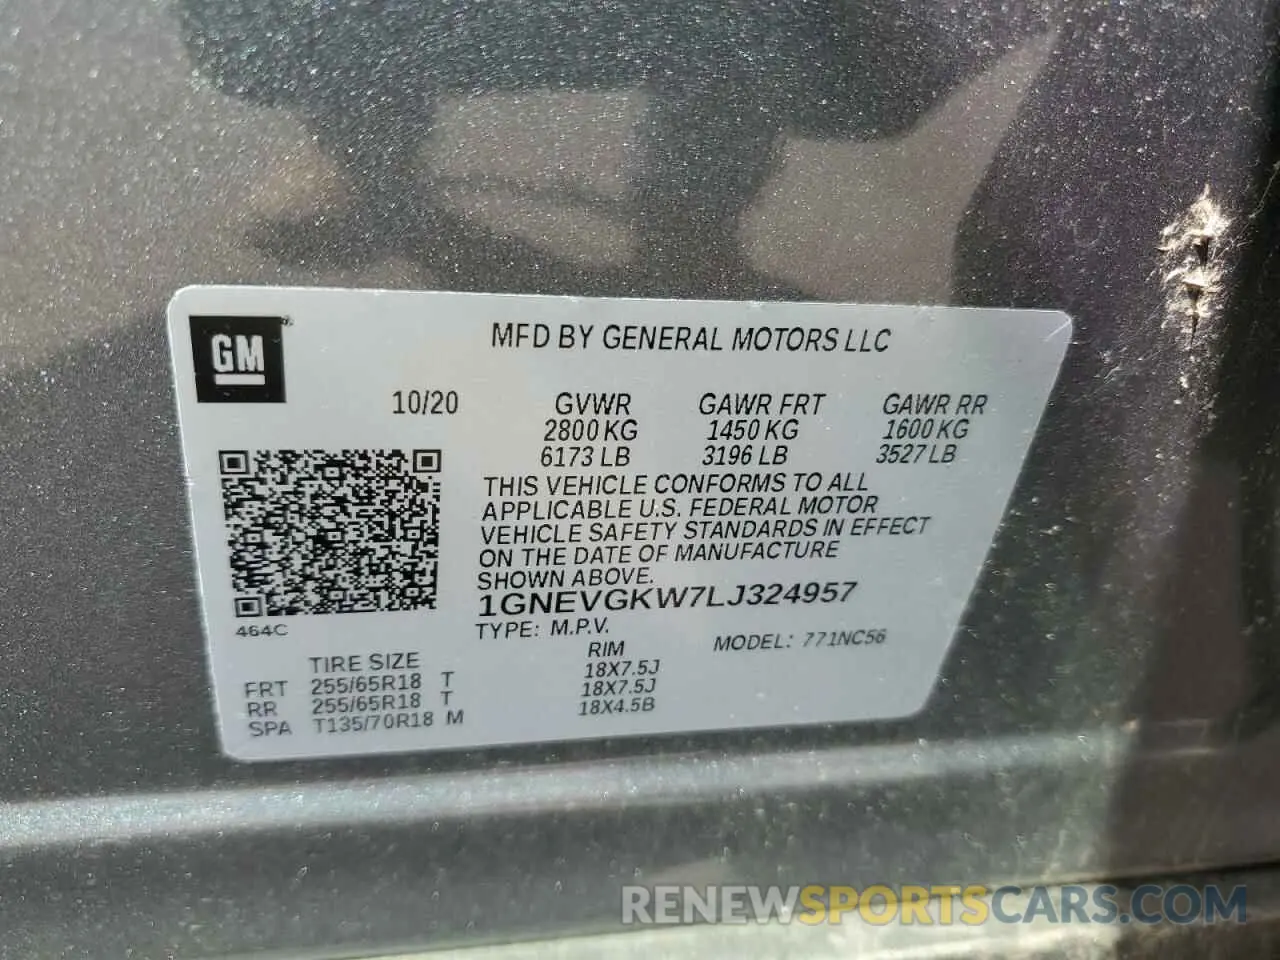 GM
MFD BY GENERAL MOTORS LLC
10/20 GVWR GAWR FRT GAWR RR
2800 KG 1450 KG 1600 KG
6173 LB 3196 LB 3527 LB
THIS VEHICLE CONFORMS TO ALL
APPLICABLE U.S. FEDERAL MOTOR
VEHICLE SAFETY STANDARDS IN EFFECT
ON THE DATE OF MANUFACTURE
SHOWN ABOVE.
1GNEVGKW7LJ324957
464C
TYPE: M.P.V. MODEL: 771NC56
TIRE SIZE RIM
FRT 255/65R18 T 18X7.5J
RR 255/65R18 T 18X7.5J
SPA T135/70R18 M 18X4.5B
RENEWSPORTSCARS.COM